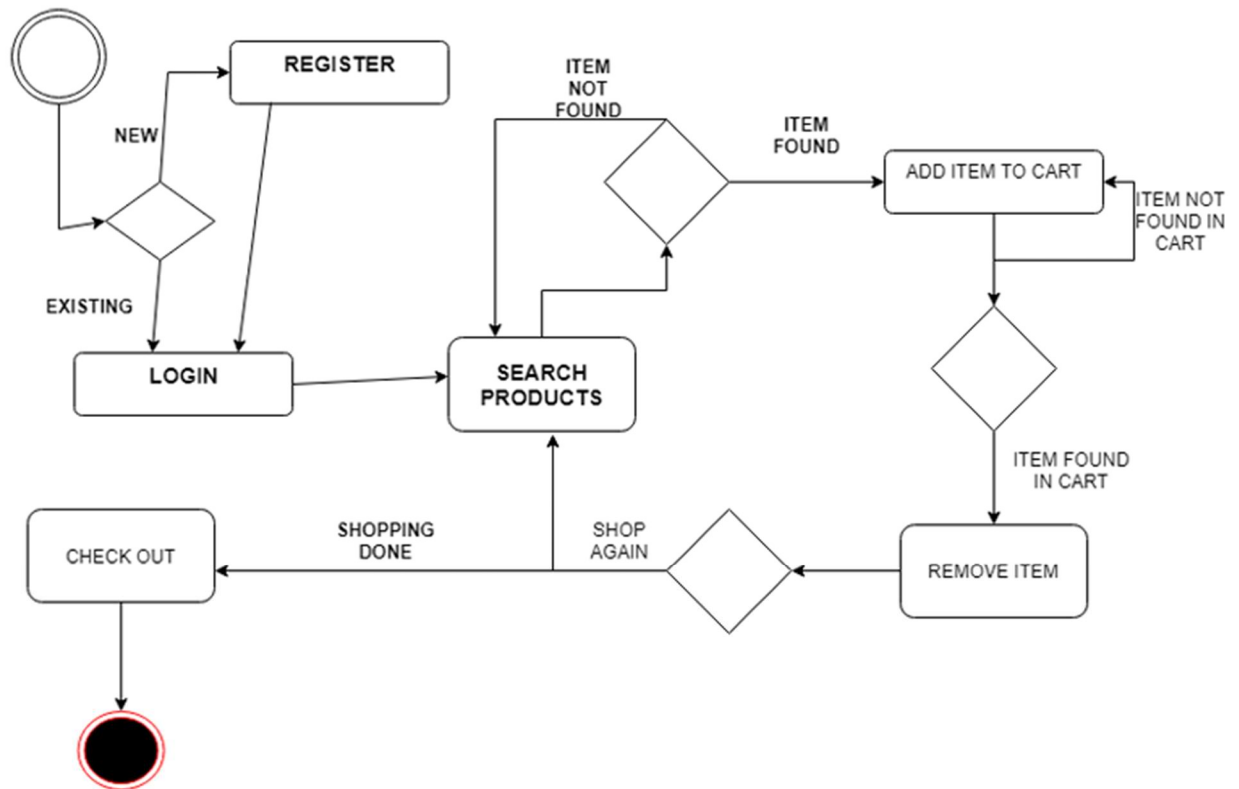 REGISTER
NEW
EXISTING
LOGIN
ITEM
NOT
FOUND
ITEM
FOUND
ADD ITEM TO CART
ITEM NOT
FOUND IN
CART
SEARCH
PRODUCTS
ITEM FOUND
IN CART
REMOVE ITEM
SHOP
AGAIN
SHOPPING
DONE
CHECK OUT